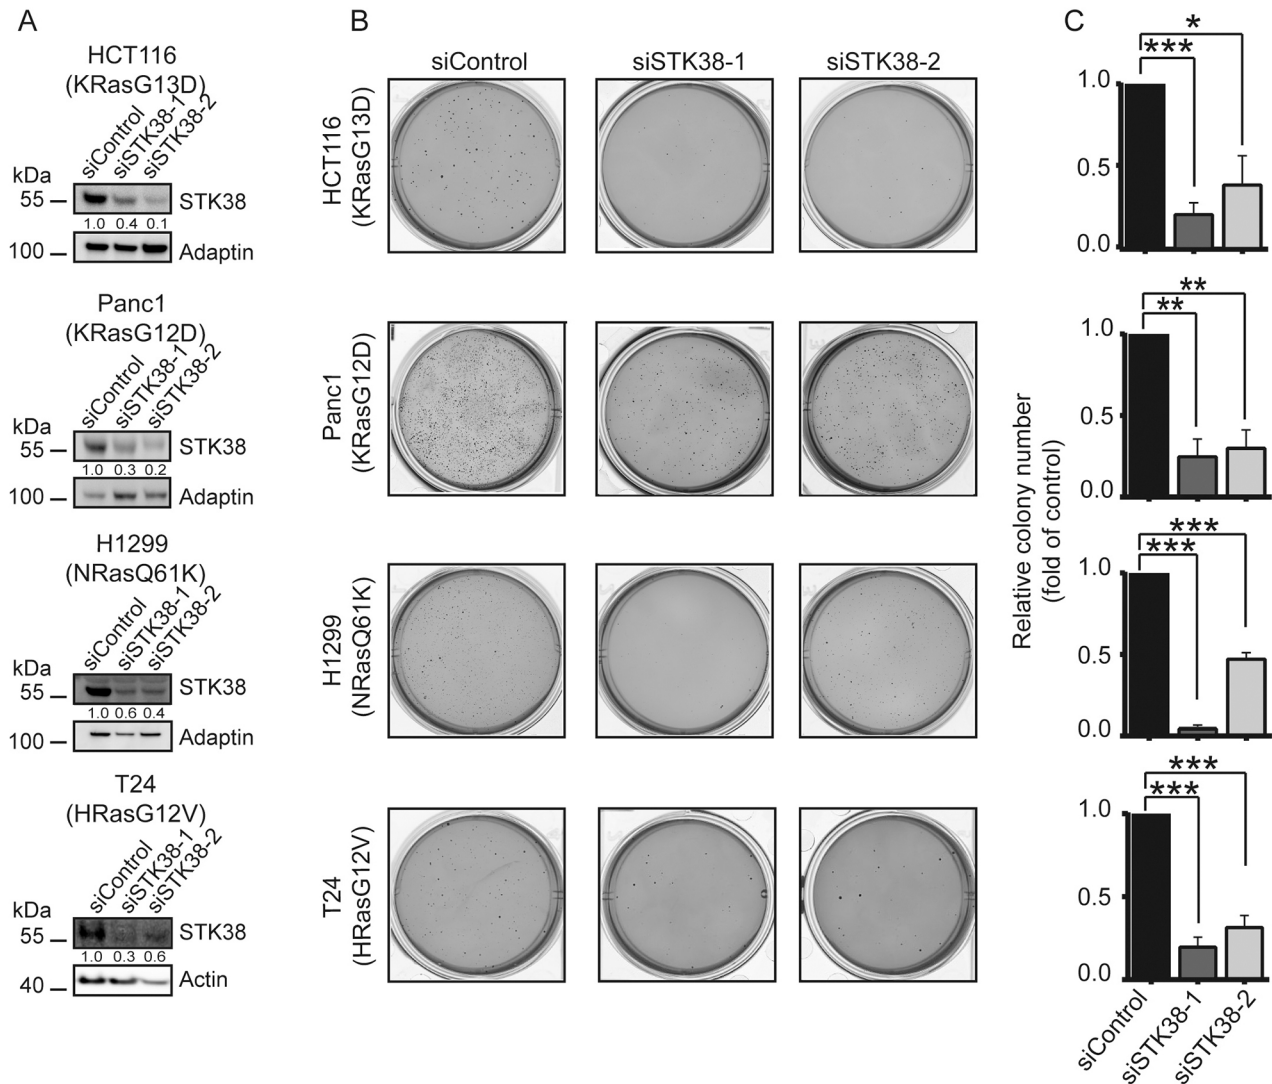 A
HCT116
(KRasG13D)
siControl
siSTK38-1
siSTK38-2
kDa
55
STK38
1.0 0.4 0.1
100
Adaptin
Panc1
(KRasG12D)
siControl
siSTK38-1
siSTK38-2
kDa
55
STK38
1.0 0.3 0.2
100
Adaptin
H1299
(NRasQ61K)
siControl
siSTK38-1
siSTK38-2
kDa
55
STK38
1.0 0.6 0.4
100
Adaptin
T24
(HRasG12V)
siControl
siSTK38-1
siSTK38-2
kDa
55
STK38
1.0 0.3 0.6
40
Actin
B
siControl siSTK38-1 siSTK38-2
HCT116
(KRasG13D)
Panc1
(KRasG12D)
H1299
(NRasQ61K)
T24
(HRasG12V)
C
Relative colony number
(fold of control)
*
***
1.0
0.5
0.0
**
**
1.0
0.5
0.0
***
***
1.0
0.5
0.0
***
***
1.0
0.5
0.0
siControl
siSTK38-1
siSTK38-2